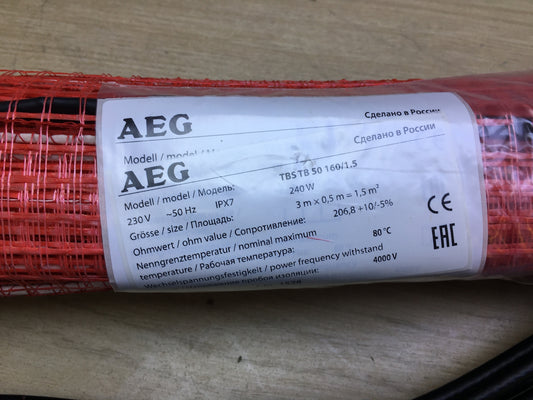 AEG
Сделано в России
Modell / model /
AEG
Сделано в России
Modell / model / Модель: TBS TB 50 160/1,5
230 V ~50 Hz IPX7 240 W
Grösse / size / Площадь: 3 m x 0,5 m = 1,5 m²
Ohmwert / ohm value / Сопротивление: 206,8 +10/-5%
Nenngrenztemperatur / nominal maximum 80°C
temperature / Рабочая температура:
Wechselspannungsfestigkeit / power frequency withstand 4000 V
пробоя изоляции:
CE
EAC